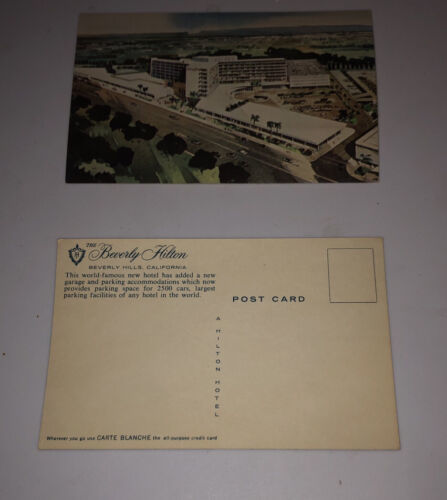 THE Beverly Hilton
BEVERLY HILLS, CALIFORNIA
This world-famous new hotel has added a new
garage and parking accommodations which now
provides parking space for 2500 cars, largest
parking facilities of any hotel in the world.
POST CARD
A HILTON HOTEL
Wherever you go use CARTE BLANCHE the all-purpose credit card